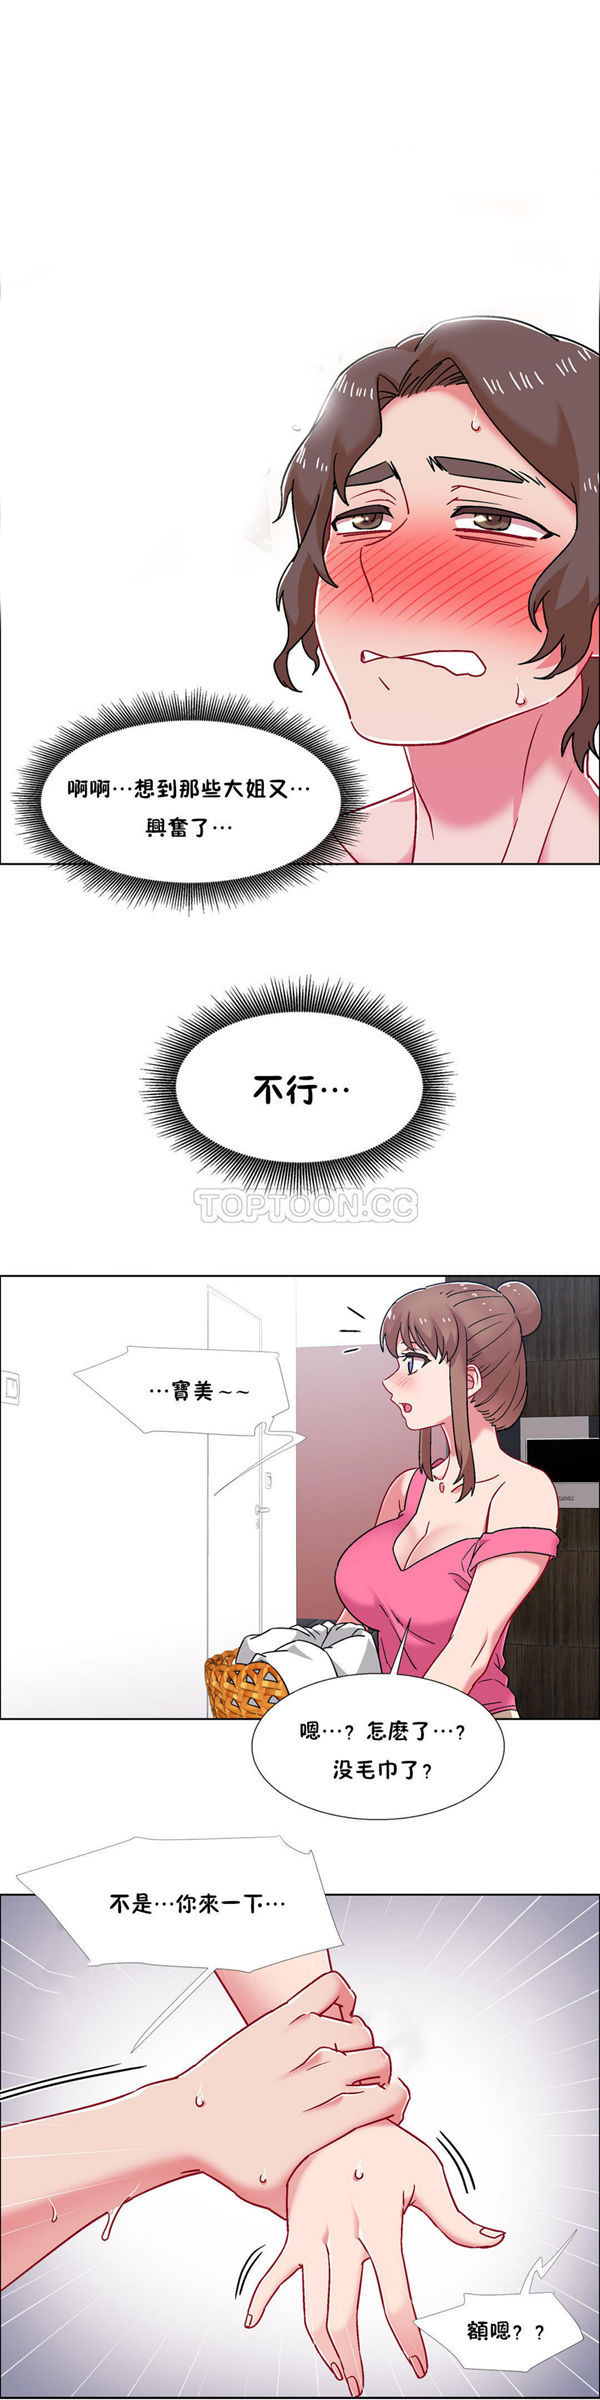 啊啊…想到那些大姐又…
興奮了…
不行…
TOPTOON.CC
…寶美~~
嗯…? 怎麼了…?
没毛巾了?
不是…你來一下…
額嗯? ?